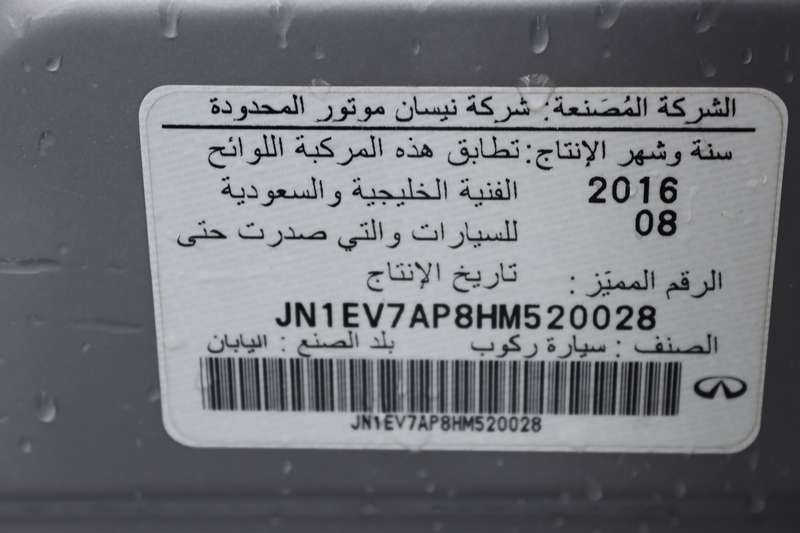 الشركة المُصَنعة: شركة نيسان موتور المحدودة
سنة وشهر الإنتاج: تطابق هذه المركبة اللوائح
2016 الفنية الخليجية والسعودية
08 للسيارات والتي صدرت حتى
الرقم المميَز: تاريخ الإنتاج
JN1EV7AP8HM520028
الصنف: سيارة ركوب بلد الصنع: اليابان
JN1EV7AP8HM520028